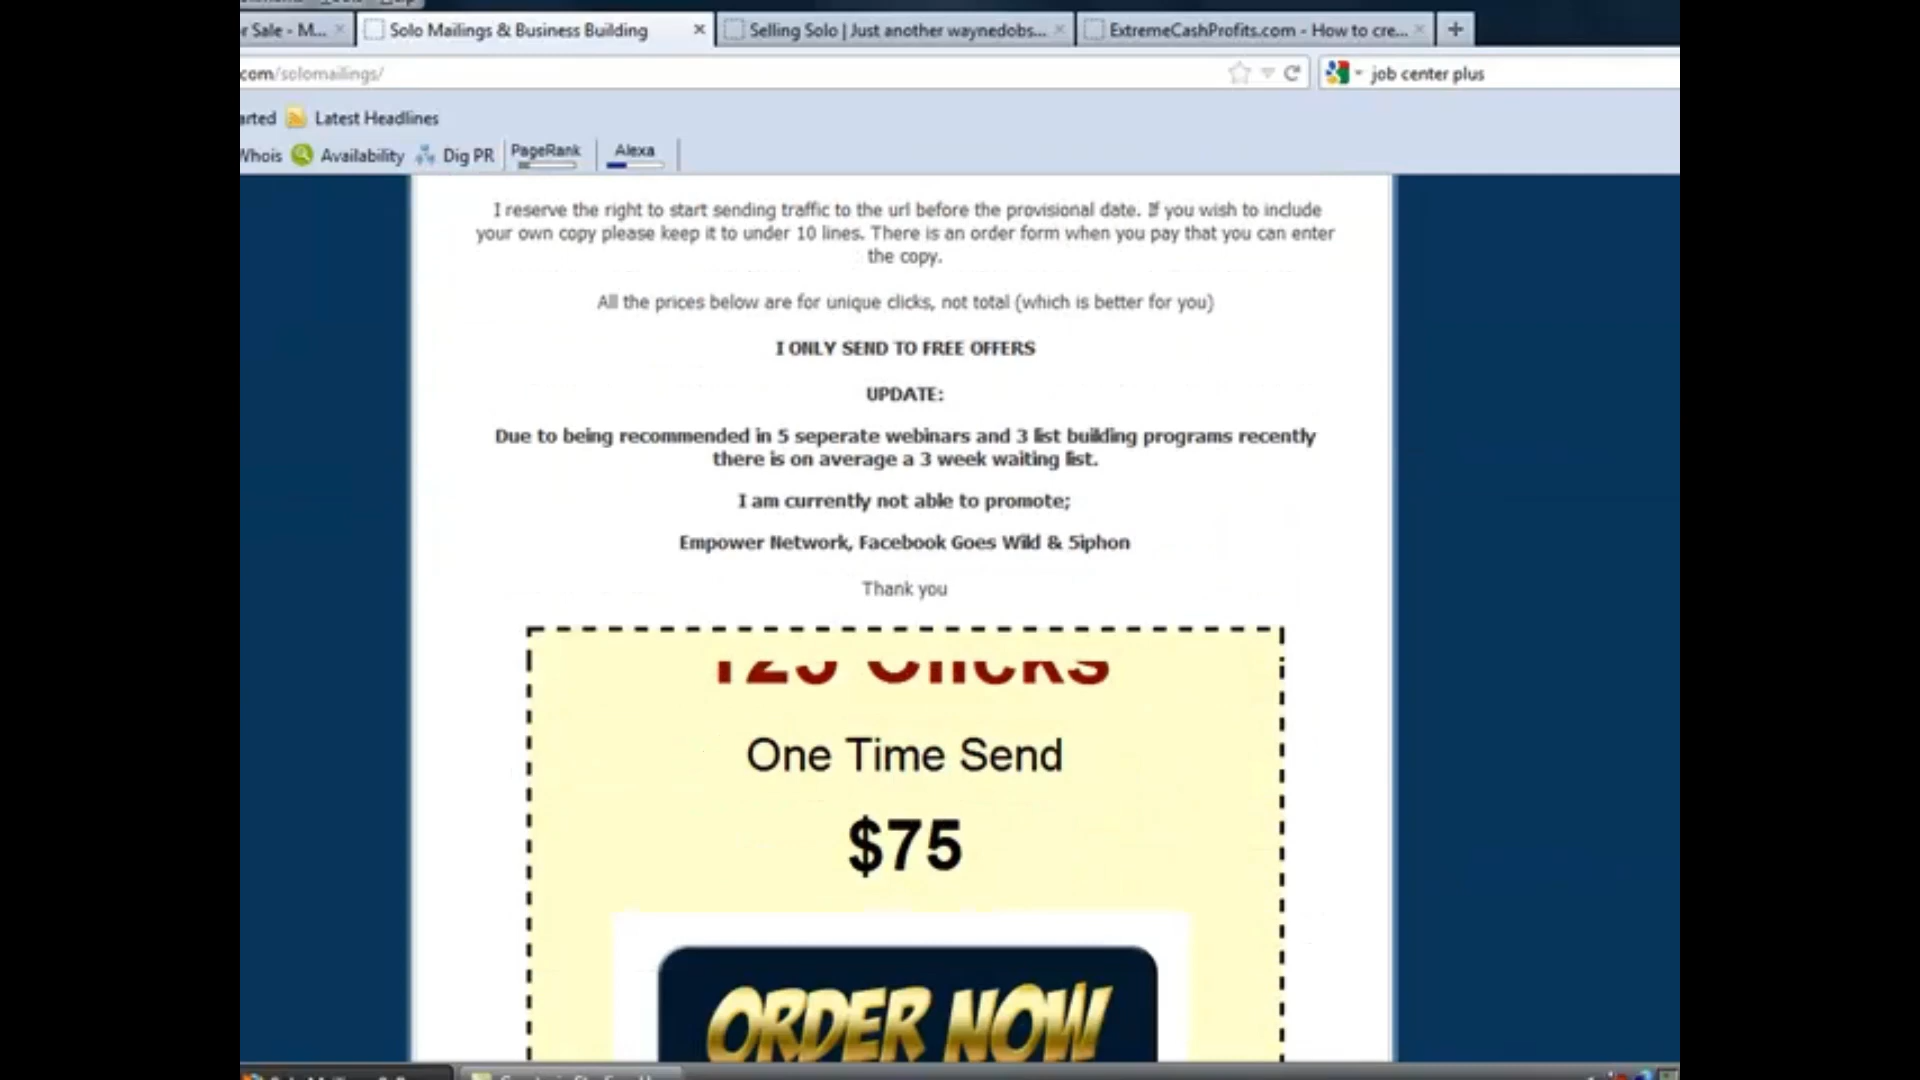 r Sale - M...
Solo Mailings & Business Building
Selling Solo | Just another waynedobs...
ExtremeCashProfits.com - How to cre...
com/solomailings/
job center plus
arted
Latest Headlines
Whois
Availability
Dig PR
PageRank
Alexa
I reserve the right to start sending traffic to the url before the provisional date. If you wish to include
your own copy please keep it to under 10 lines. There is an order form when you pay that you can enter
the copy.
All the prices below are for unique clicks, not total (which is better for you)
I ONLY SEND TO FREE OFFERS
UPDATE:
Due to being recommended in 5 seperate webinars and 3 list building programs recently
there is on average a 3 week waiting list.
I am currently not able to promote;
Empower Network, Facebook Goes Wild & 5iphon
Thank you
Clicks
One Time Send
$75
ORDER NOW